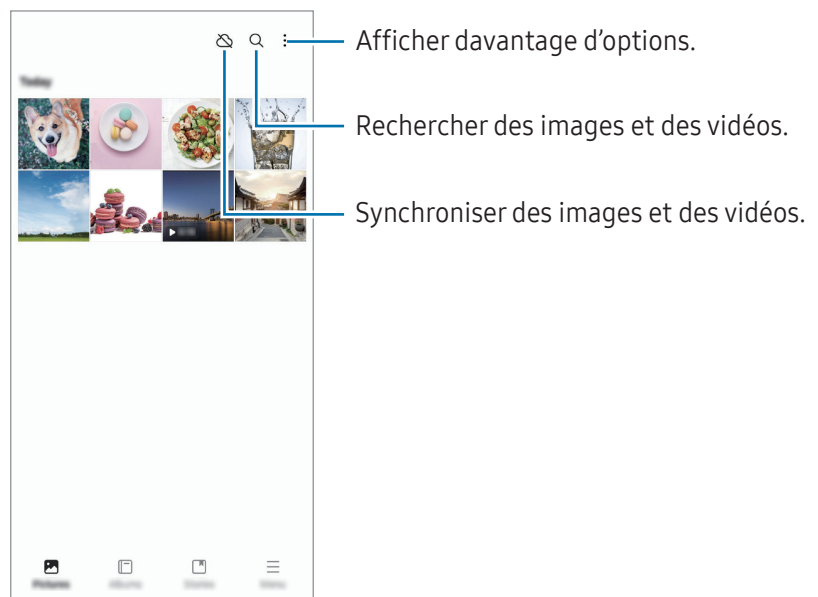 Afficher davantage d’options.
Today
Rechercher des images et des vidéos.
Synchroniser des images et des vidéos.
Pictures
Albums
Stories
Menu